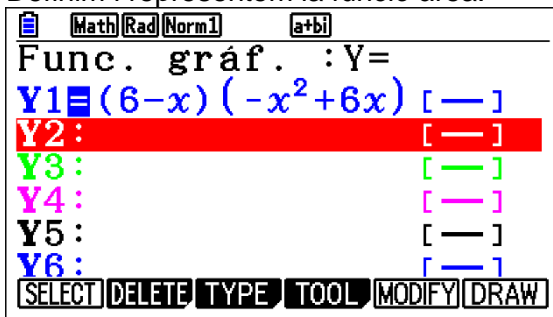 Definim i representem la funció àrea:
Math Rad Norm1 a+bi
Func. gráf. :Y=
Y1=(6-x)(-x²+6x) [—]
Y2: [—]
Y3: [—]
Y4: [—]
Y5: [—]
Y6: [—]
SELECT DELETE TYPE TOOL MODIFY DRAW